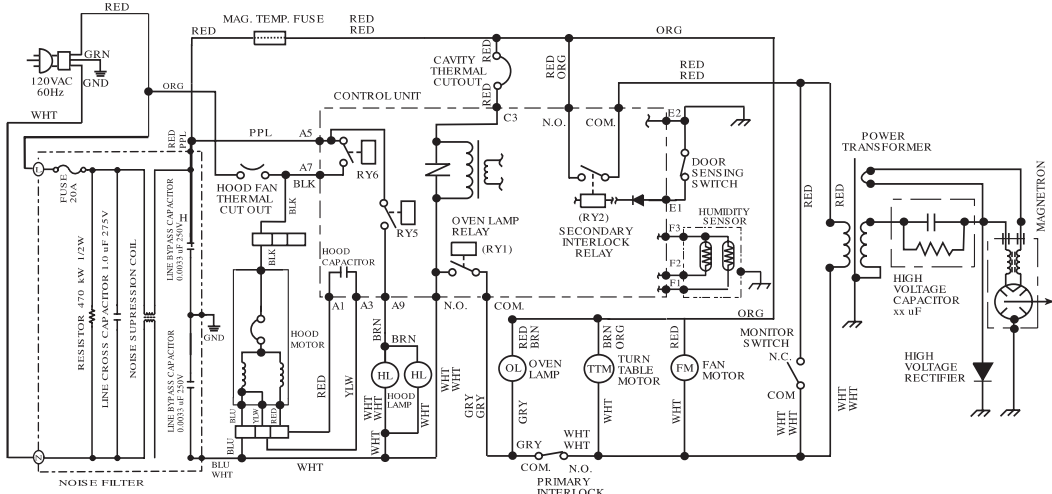 RED
MAG. TEMP. FUSE
RED
RED
RED
ORG
GRN
GND
120VAC
60Hz
WHT
ORG
RED
CAVITY
THERMAL
CUTOUT
RED
RED
ORG
RED
RED
CONTROL UNIT
C3
N.O.
COM.
E2
RED
PPL
PPL
A5
A7
BLK
RY6
HOOD FAN
THERMAL
CUT OUT
DOOR
SENSING
SWITCH
E1
POWER
TRANSFORMER
RED
RED
MAGNETRON
1
FUSE
20A
RESISTOR 470 kW 1/2W
LINE CROSS CAPACITOR 1.0 uF 275V
NOISE SUPRESSION COIL
LINE BYPASS CAPACITOR
0.0033 uF 250V
H
BLK
BLK
RY5
OVEN LAMP
RELAY
(RY1)
(RY2)
SECONDARY
INTERLOCK
RELAY
HUMIDITY
SENSOR
F3
F2
F1
HOOD
CAPACITOR
A1
A3
A9
N.O.
COM.
HIGH
VOLTAGE
CAPACITOR
xx uF
GND
HOOD
MOTOR
LINE BYPASS CAPACITOR
0.0033 uF 250V
BRN
BRN
HL
HL
HOOD
LAMP
RED
YLW
WHT
WHT
WHT
WHT
WHT
WHT
GRY
GRY
ORG
RED
BRN
OL
OVEN
LAMP
GRY
BRN
ORG
TTM
TURN
TABLE
MOTOR
WHT
RED
FM
FAN
MOTOR
WHT
MONITOR
SWITCH
N.C.
COM
WHT
WHT
WHT
WHT
HIGH
VOLTAGE
RECTIFIER
BLU
YLW
RED
BLU
2
BLU
WHT
WHT
GRY
COM.
WHT
WHT
N.O.
PRIMARY
INTERLOCK
NOISE FILTER